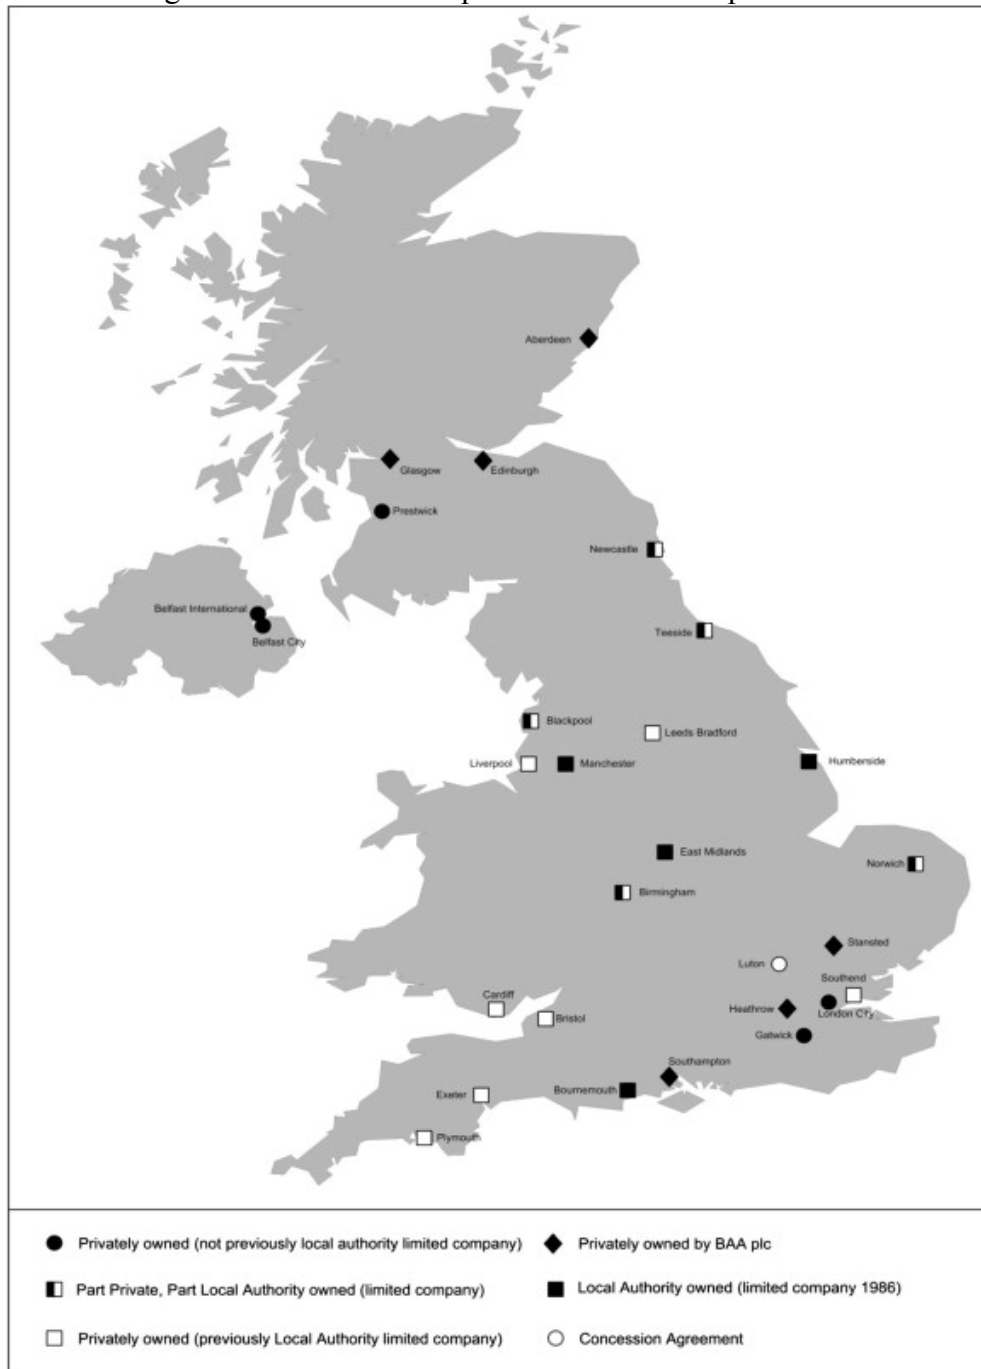 Aberdeen
Glasgow
Edinburgh
Prestwick
Newcastle
Belfast International
Belfast City
Teeside
Blackpool
Leeds Bradford
Liverpool
Manchester
Humberside
East Midlands
Norwich
Birmingham
Stansted
Luton
Southend
Cardiff
Heathrow
London City
Bristol
Gatwick
Southampton
Exeter
Bournemouth
Plymouth
Privately owned (not previously local authority limited company)
Privately owned by BAA plc
Part Private, Part Local Authority owned (limited company)
Local Authority owned (limited company 1986)
Privately owned (previously Local Authority limited company)
Concession Agreement